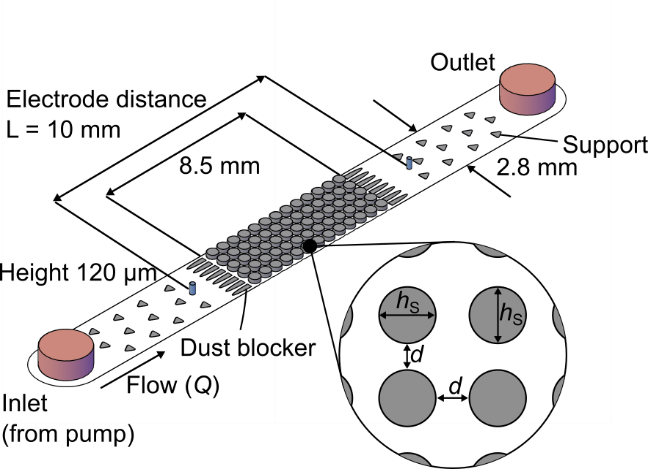 Outlet
Electrode distance
L = 10 mm
8.5 mm
Support
2.8 mm
Height 120 µm
hS
hS
d
d
Dust blocker
Flow (Q)
Inlet
(from pump)